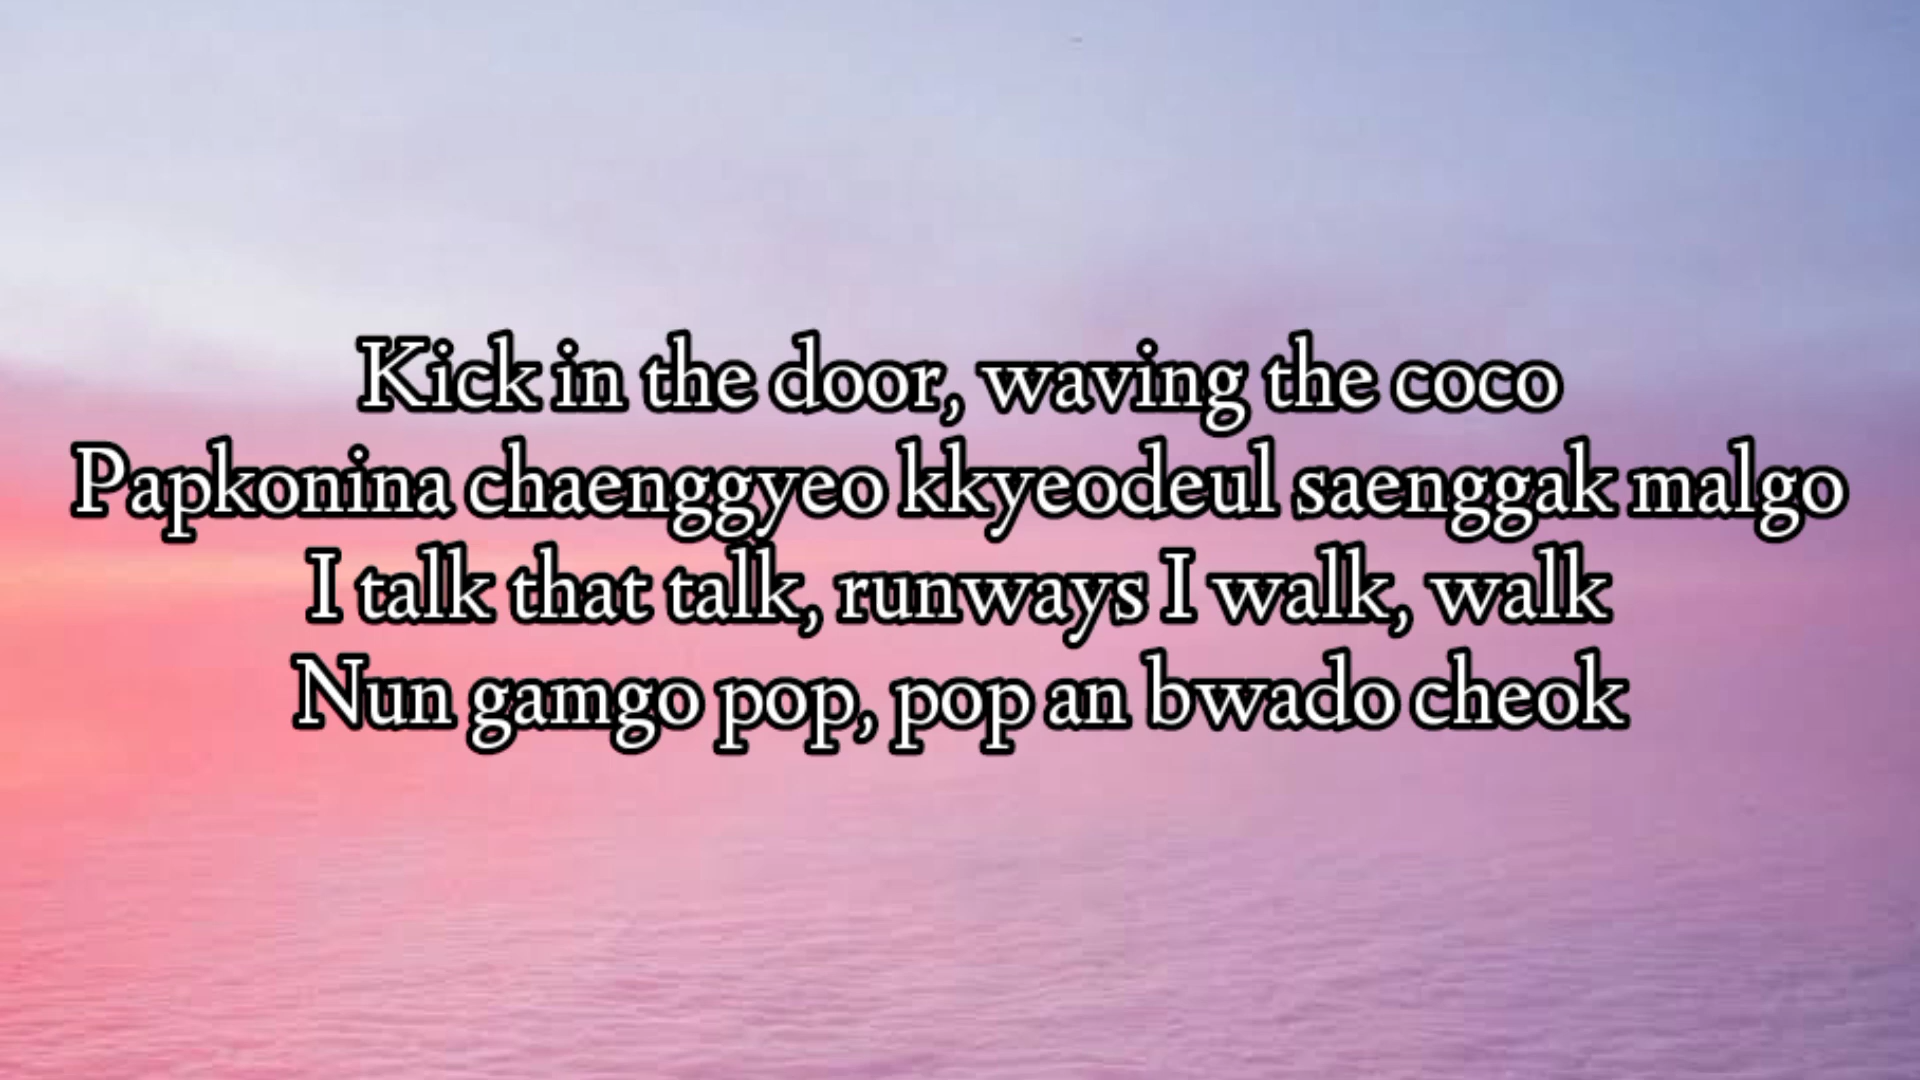 Kick in the door, waving the coco
Papkonina chaenggyeo kkyeodeul saenggak malgo
I talk that talk, runways I walk, walk
Nun gamgo pop, pop an bwado cheok